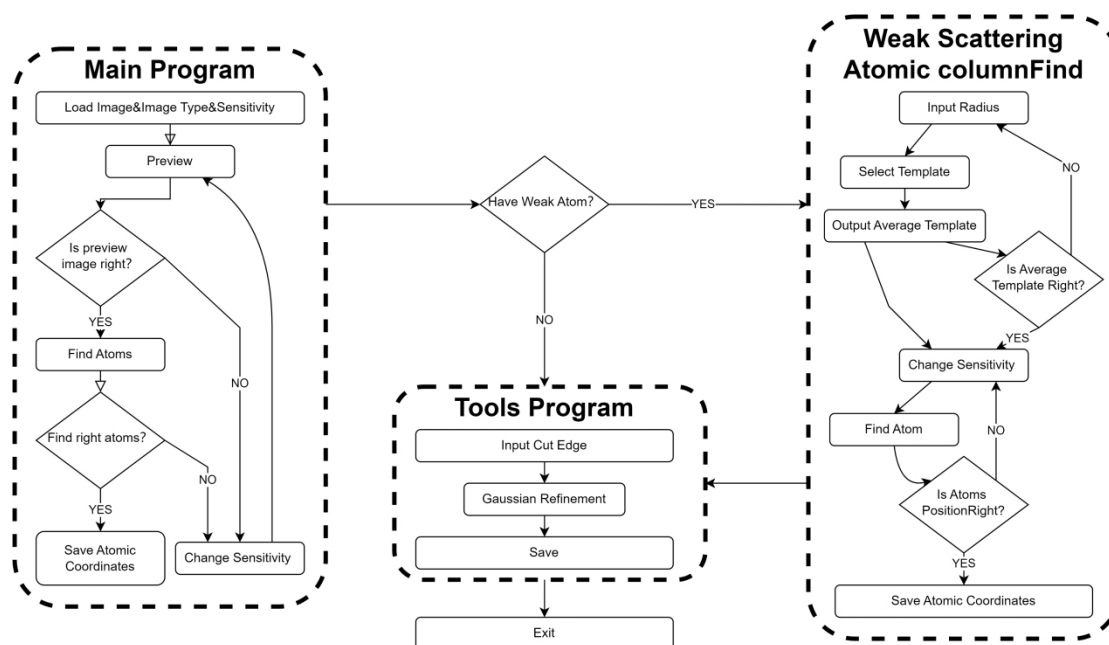 Main Program
Load Image&Image Type&Sensitivity
Preview
Is preview
image right?
YES
NO
Find Atoms
Find right atoms?
NO
YES
Save Atomic
Coordinates
Change Sensitivity
Have Weak Atom?
YES
NO
Tools Program
Input Cut Edge
Gaussian Refinement
Save
Exit
Weak Scattering
Atomic columnFind
Input Radius
NO
Select Template
Output Average Template
Is Average
Template Right?
YES
Change Sensitivity
Find Atom
NO
Is Atoms
PositionRight?
YES
Save Atomic Coordinates